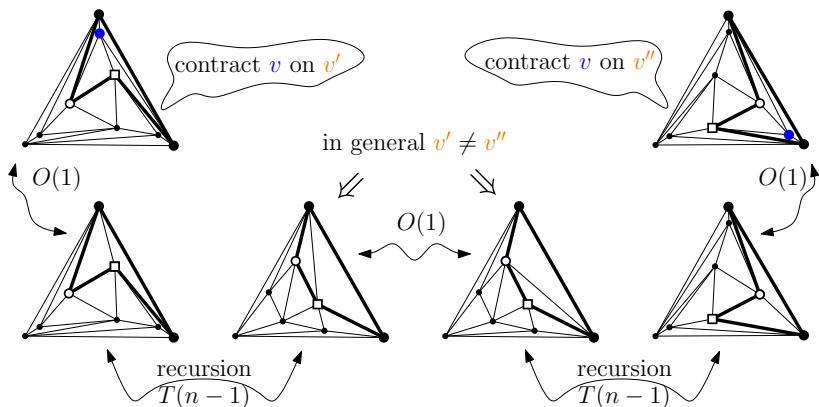 contract v on v′
contract v on v″
in general v′ ≠ v″
O(1)
O(1)
O(1)
recursion
T(n − 1)
recursion
T(n − 1)